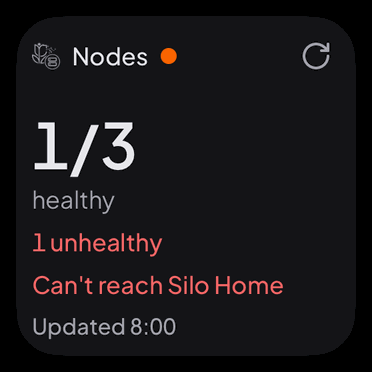 Nodes
1/3
healthy
1 unhealthy
Can't reach Silo Home
Updated 8:00